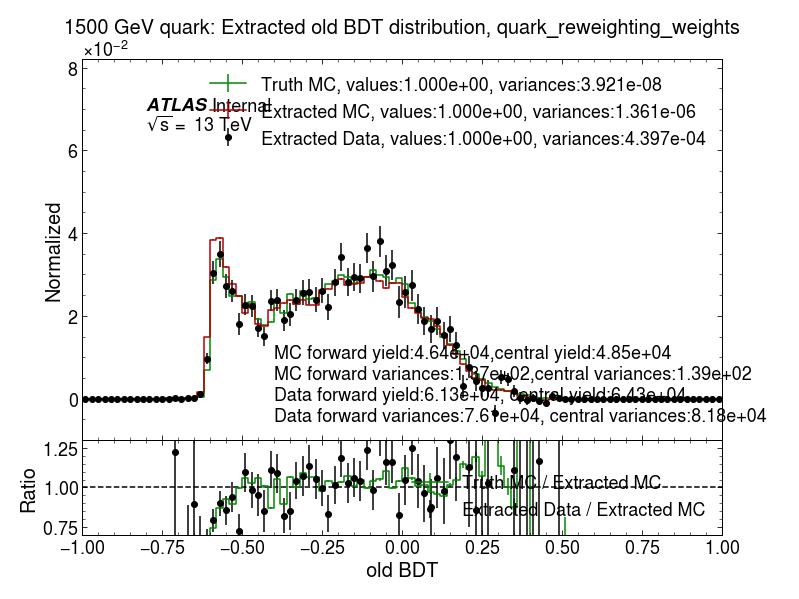 1500 GeV quark: Extracted old BDT distribution, quark_reweighting_weights
×10⁻²
8
6
4
2
0
Normalized
ATLAS Internal
√s = 13 TeV
Truth MC, values:1.000e+00, variances:3.921e-08
Extracted MC, values:1.000e+00, variances:1.361e-06
Extracted Data, values:1.000e+00, variances:4.397e-04
MC forward yield:4.64e+04,central yield:4.85e+04
MC forward variances:1.37e+02,central variances:1.39e+02
Data forward yield:6.13e+04, central yield:6.43e+04
Data forward variances:7.61e+04, central variances:8.18e+04
1.25
1.00
0.75
Ratio
Truth MC / Extracted MC
Extracted Data / Extracted MC
−1.00 −0.75 −0.50 −0.25 0.00 0.25 0.50 0.75 1.00
old BDT